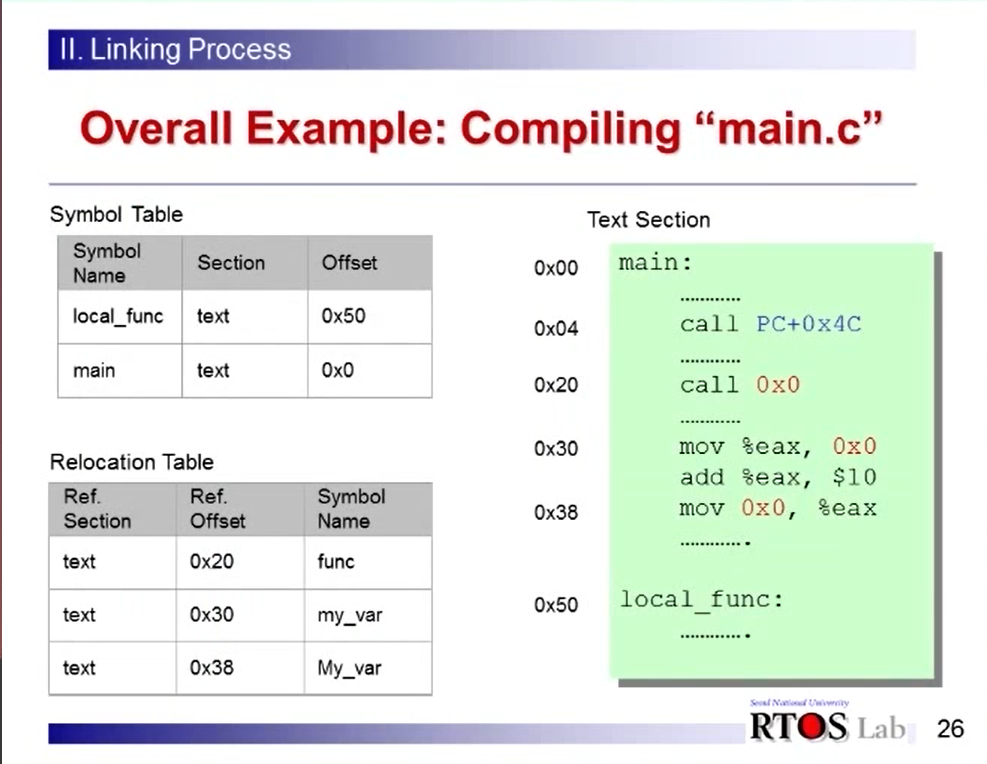 II. Linking Process
Overall Example: Compiling “main.c”
Symbol Table
Symbol Name Section Offset
local_func text 0x50
main text 0x0
Relocation Table
Ref. Section Ref. Offset Symbol Name
text 0x20 func
text 0x30 my_var
text 0x38 My_var
Text Section
0x00 main:
............
0x04 call PC+0x4C
............
0x20 call 0x0
............
0x30 mov %eax, 0x0
add %eax, $10
0x38 mov 0x0, %eax
.............
0x50 local_func:
.............
Seoul National University
RTOS Lab
26